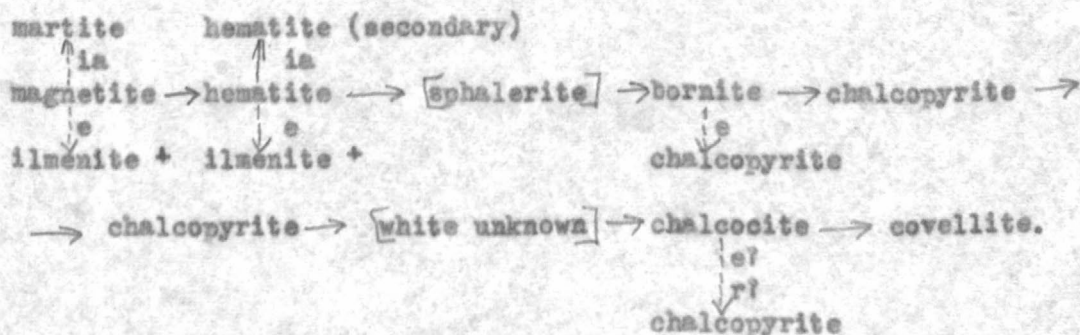 martite hematite (secondary)
ia ia
magnetite → hematite → [sphalerite] → bornite → chalcopyrite →
e e e
ilmenite + ilmenite + chalcopyrite
→ chalcopyrite → [white unknown] → chalcocite → covellite.
e?
r?
chalcopyrite